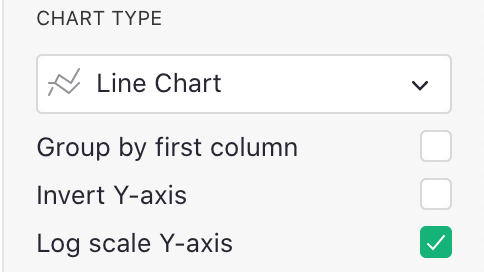 CHART TYPE
Line Chart
Group by first column
Invert Y-axis
Log scale Y-axis